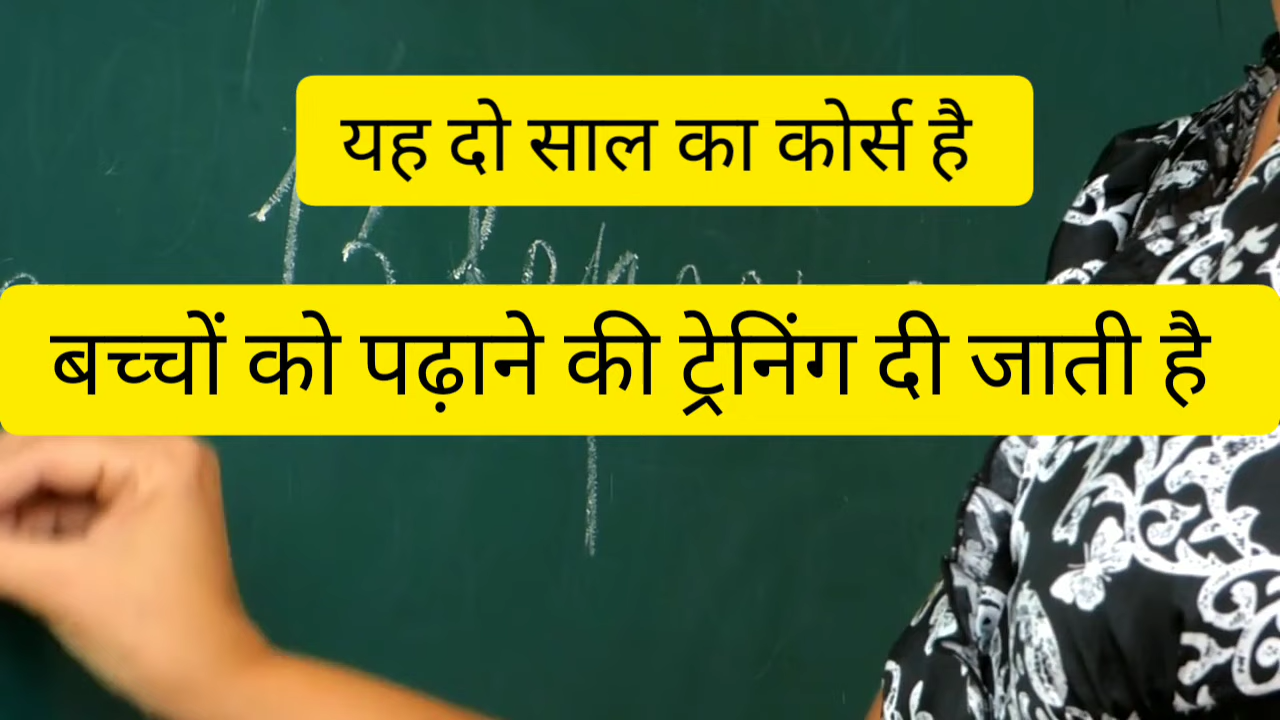 यह दो साल का कोर्स है
बच्चों को पढ़ाने की ट्रेनिंग दी जाती है